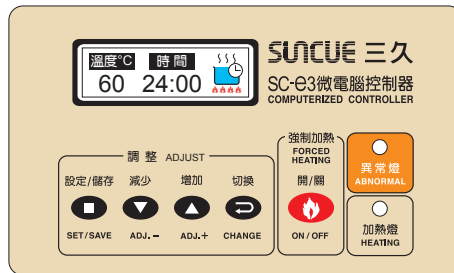 溫度°C 時間
60 24:00
SUNCUE 三久
SC-e3微電腦控制器
COMPUTERIZED CONTROLLER
調整 ADJUST
設定/儲存 減少 增加 切換
SET/SAVE ADJ.− ADJ.+ CHANGE
強制加熱
FORCED
HEATING
開/關
ON/OFF
異常燈
ABNORMAL
加熱燈
HEATING